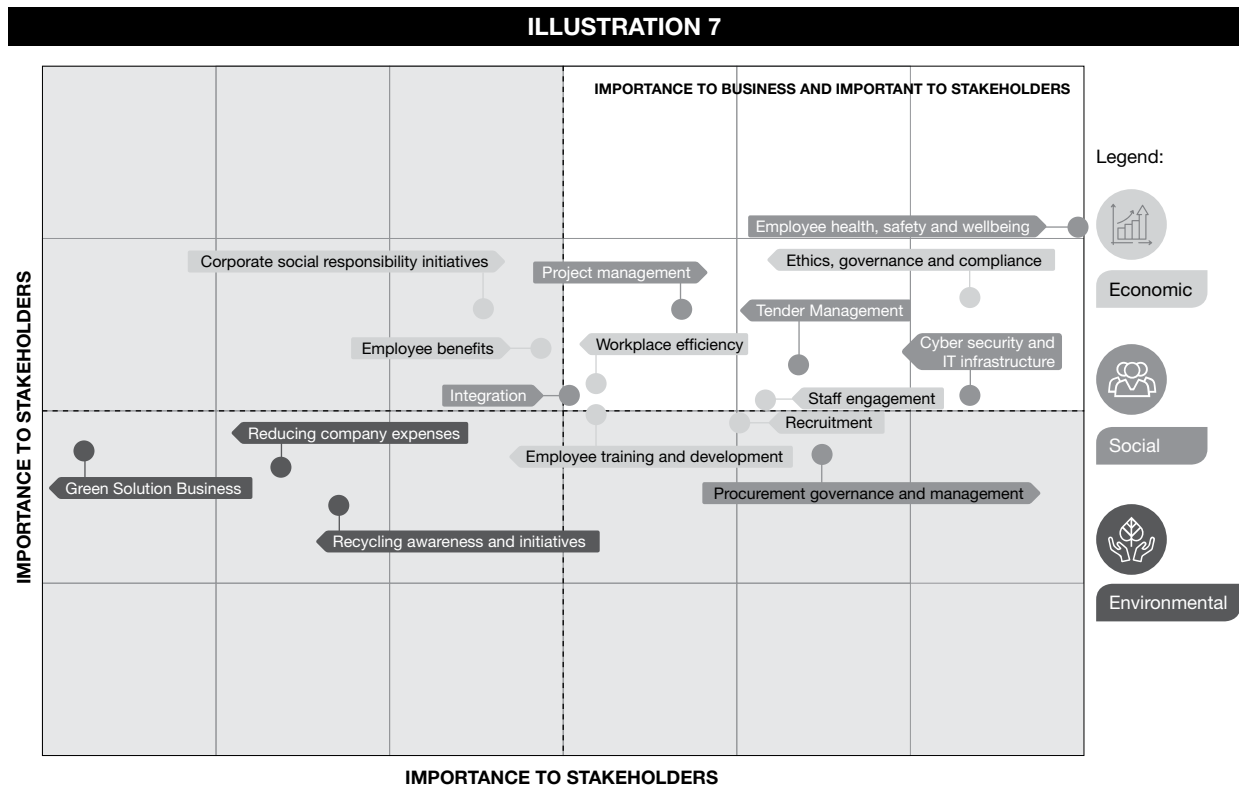 ILLUSTRATION 7
IMPORTANCE TO BUSINESS AND IMPORTANT TO STAKEHOLDERS
Legend:
Employee health, safety and wellbeing
Corporate social responsibility initiatives
Ethics, governance and compliance
Project management
Economic
Tender Management
Workplace efficiency
Employee benefits
Cyber security and
IT infrastructure
Integration
Staff engagement
Recruitment
Reducing company expenses
Social
Employee training and development
Green Solution Business
Procurement governance and management
Recycling awareness and initiatives
Environmental
IMPORTANCE TO STAKEHOLDERS
IMPORTANCE TO STAKEHOLDERS